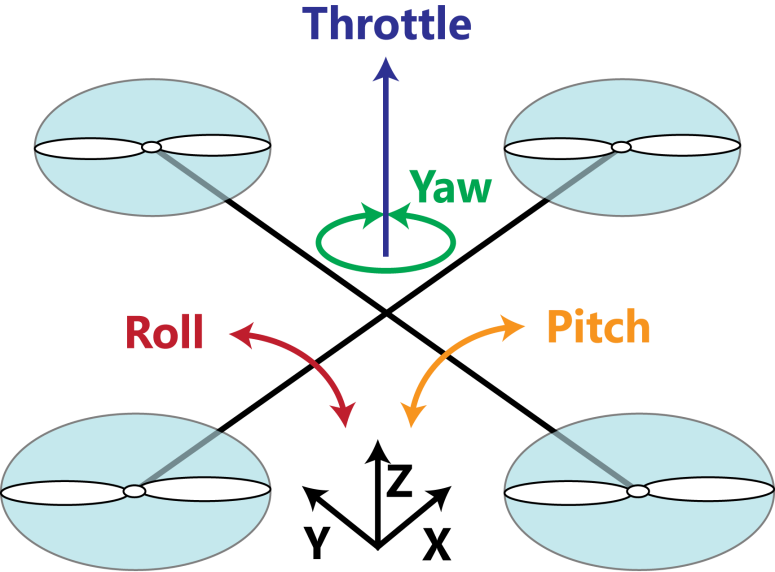 Throttle
Yaw
Roll
Pitch
Z
Y
X